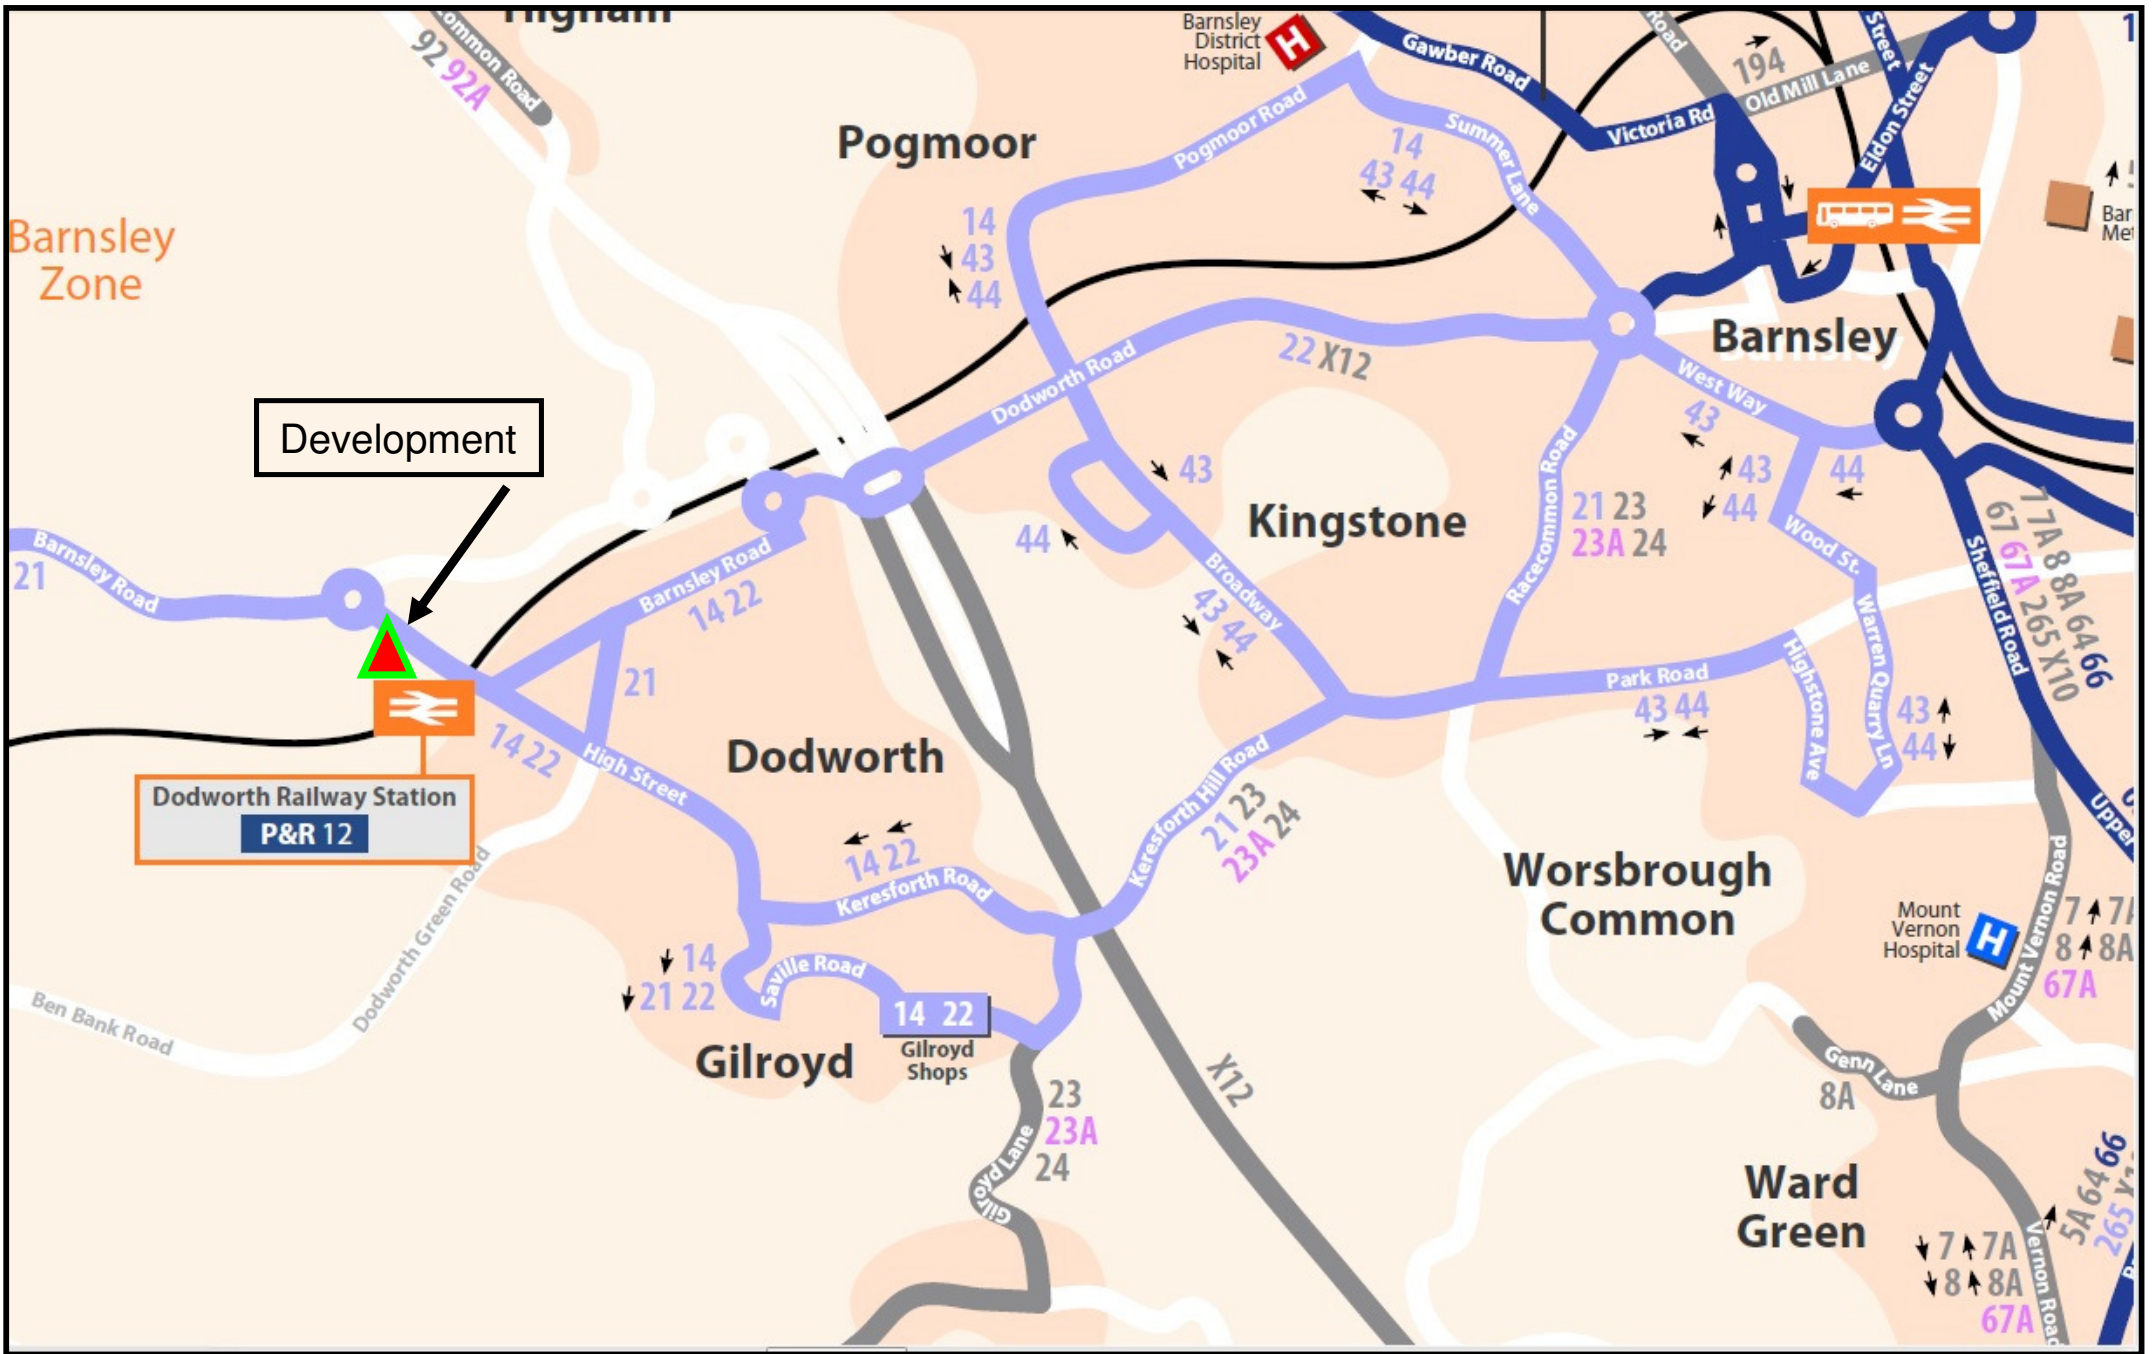 Higham
Common Road
92 92A
Barnsley
District
Hospital
H
Gawber Road
Road
194
Old Mill Lane
Street
Eldon Street
Victoria Rd
1
Pogmoor
Pogmoor Road
Summer Lane
14
43 44
Barnsley
Zone
14
43
44
Bar
Met
Barnsley
Dodworth Road
22 X12
West Way
43
43
44
44
Development
43
44
Kingstone
Racecommon Road
21 23
23A 24
Wood St.
Sheffield Road
7 7A 8 8A 64 66
67 67A 265 X10
Barnsley Road
21
Barnsley Road
14 22
21
Broadway
43 44
Warren Quarry Ln
Highstone Ave
Park Road
43 44
43
44
14 22
High Street
Dodworth
Keresforth Hill Road
21 23
23A 24
Dodworth Railway Station
P&R 12
Upper
14 22
Keresforth Road
Worsbrough
Common
Mount
Vernon
Hospital
H
Mount Vernon Road
7 7A
8 8A
67A
Dodworth Green Road
Ben Bank Road
14
21 22
Saville Road
14 22
Gilroyd
Shops
Gilroyd
X12
Genn Lane
8A
23
23A
24
Gilroyd Lane
Ward
Green
5A 64 66
265
7 7A
8 8A
67A
Vernon Road